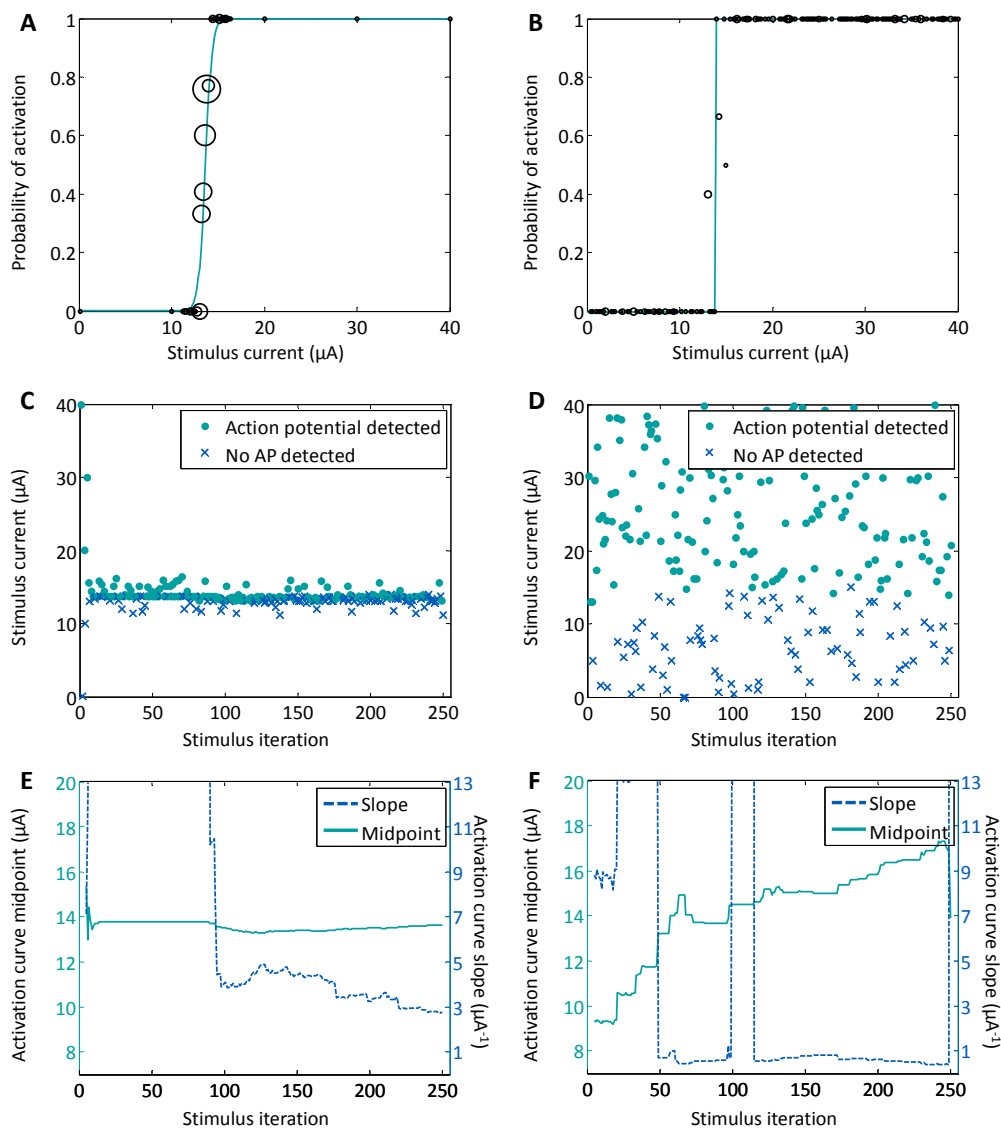 A
Probability of activation
1
0.8
0.6
0.4
0.2
0
0 10 20 30 40
Stimulus current (µA)
B
Probability of activation
1
0.8
0.6
0.4
0.2
0
0 10 20 30 40
Stimulus current (µA)
C
Stimulus current (µA)
40
30
20
10
0
Action potential detected
No AP detected
0 50 100 150 200 250
Stimulus iteration
D
Stimulus current (µA)
40
30
20
10
0
Action potential detected
No AP detected
0 50 100 150 200 250
Stimulus iteration
E
Activation curve midpoint (µA)
20
18
16
14
12
10
8
Slope
Midpoint
13
11
9
7
5
3
1
Activation curve slope (µA⁻¹)
0 50 100 150 200 250
Stimulus iteration
F
Activation curve midpoint (µA)
20
18
16
14
12
10
8
Slope
Midpoint
13
11
9
7
5
3
1
Activation curve slope (µA⁻¹)
0 50 100 150 200 250
Stimulus iteration